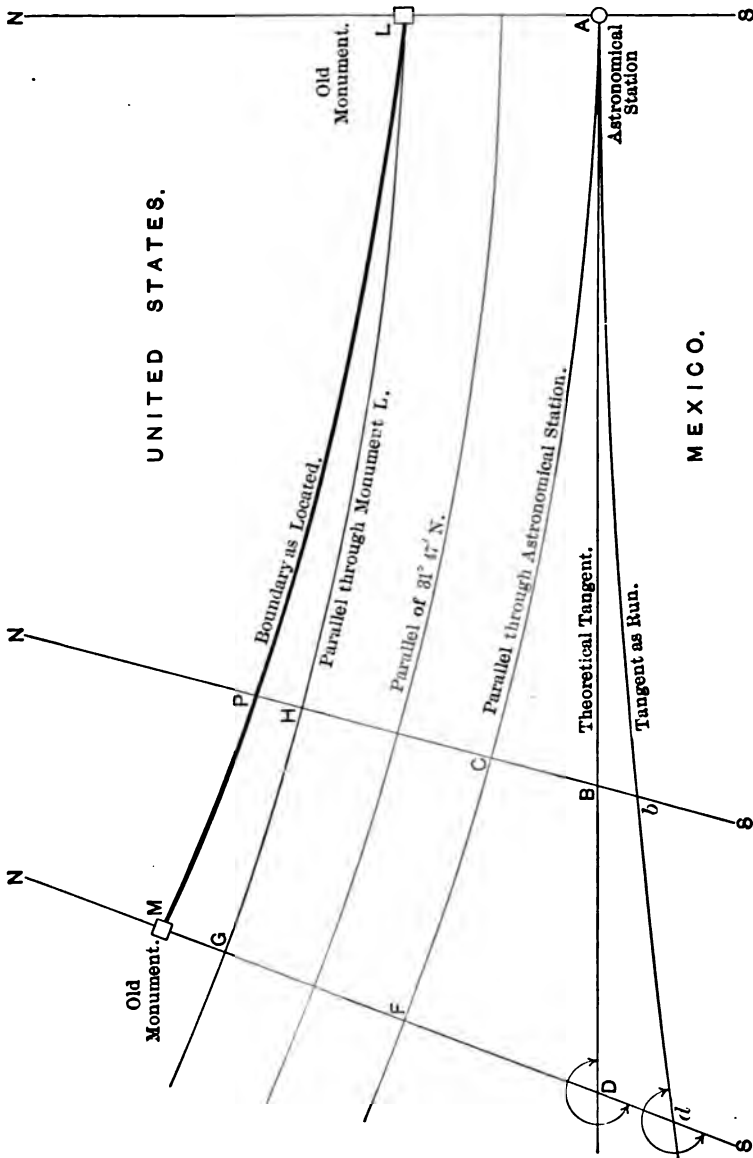 N
N
N
UNITED STATES.
L
Old
Monument.
A
Astronomical
Station
S
Boundary as Located.
Parallel through Monument L.
Parallel of 31° 47' N.
Parallel through Astronomical Station.
Theoretical Tangent.
Tangent as Run.
MEXICO.
P
H
C
B
b
S
M
Old
Monument.
G
F
D
d
S